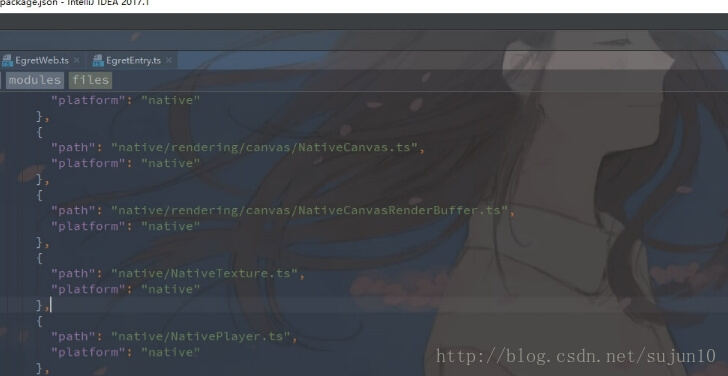 package.json - IntelliJ IDEA 2017.1
EgretWeb.ts × EgretEntry.ts ×
modules files
"platform": "native"
},
{
"path": "native/rendering/canvas/NativeCanvas.ts",
"platform": "native"
},
{
"path": "native/rendering/canvas/NativeCanvasRenderBuffer.ts",
"platform": "native"
},
{
"path": "native/NativeTexture.ts",
"platform": "native"
},
{
"path": "native/NativePlayer.ts",
"platform": "native"
},
http://blog.csdn.net/sujun10